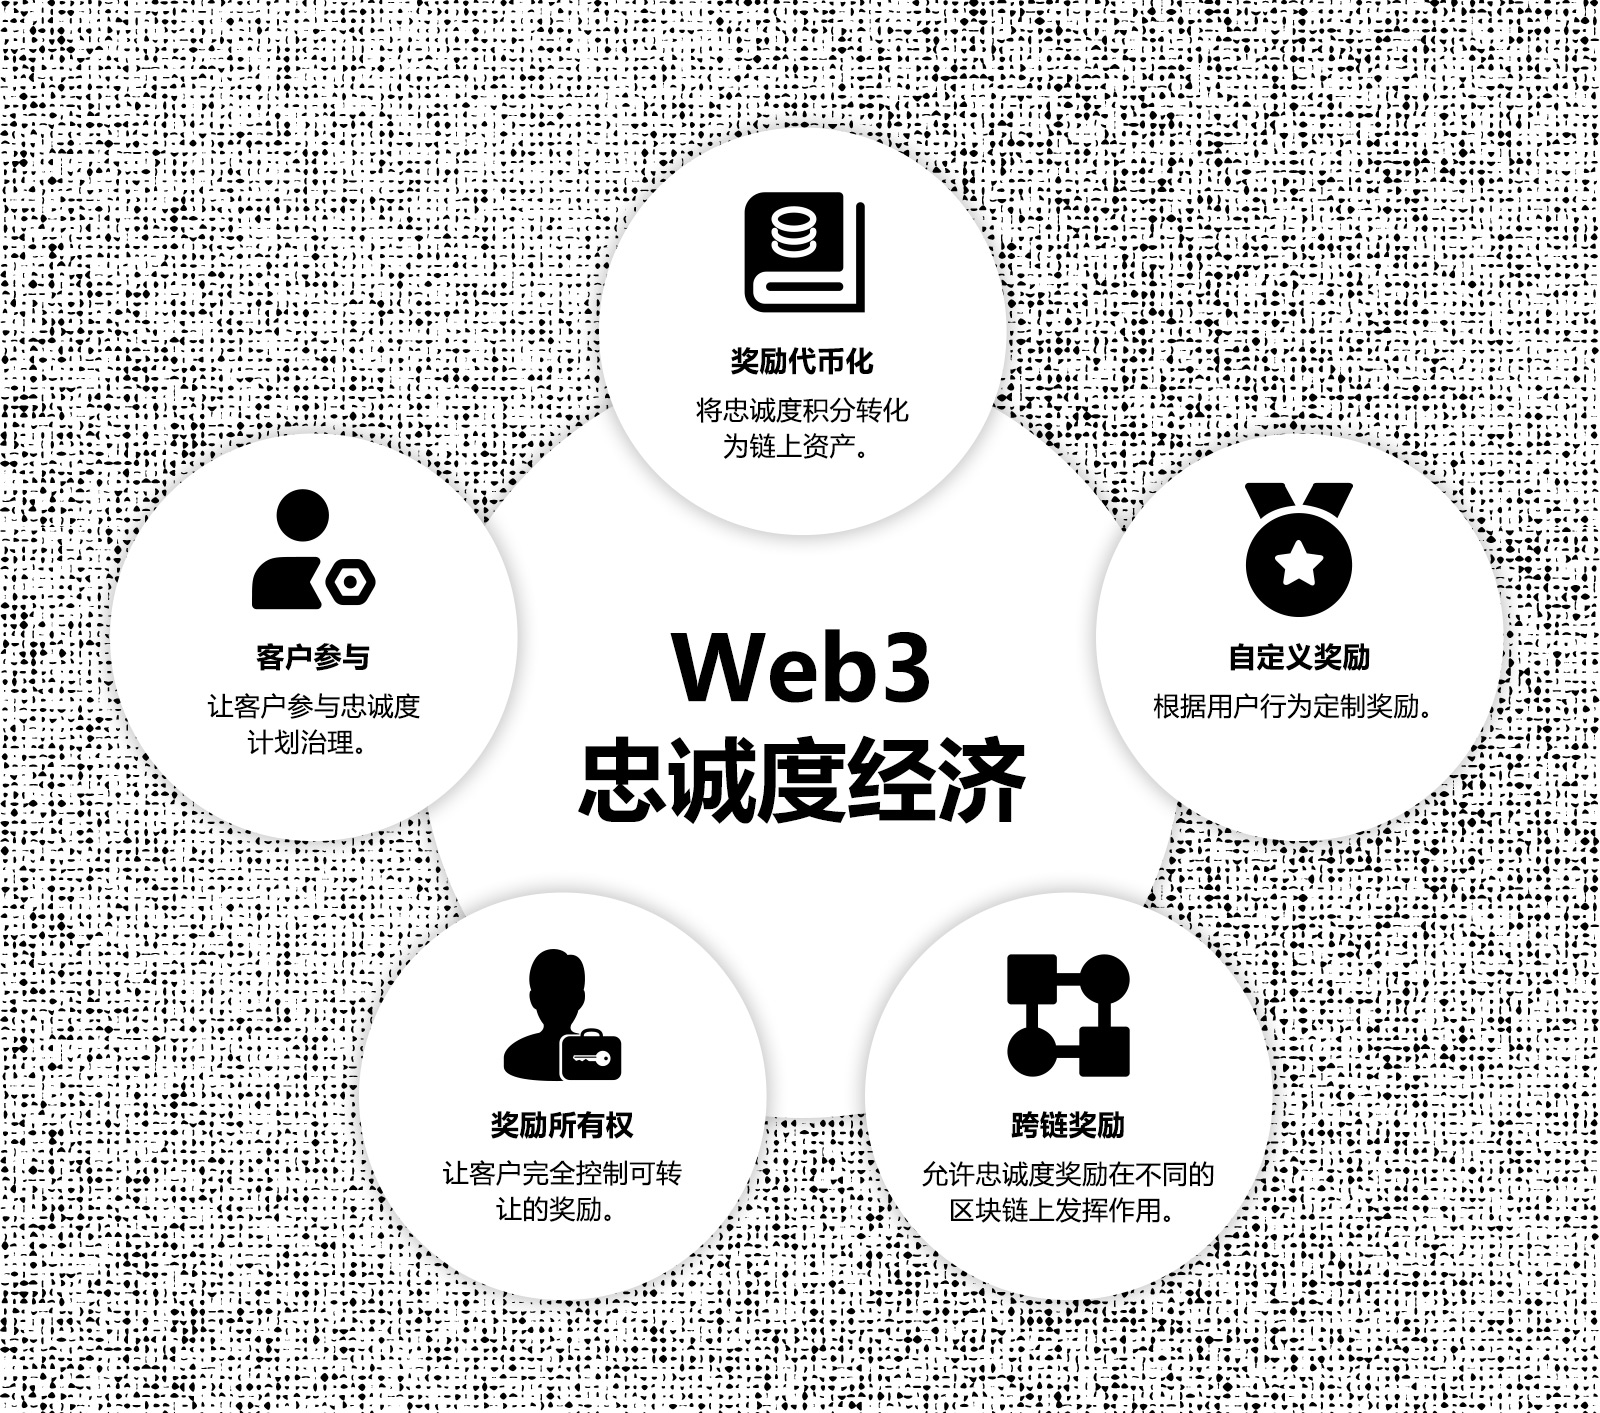 奖励代币化
将忠诚度积分转化
为链上资产。
客户参与
让客户参与忠诚度
计划治理。
自定义奖励
根据用户行为定制奖励。
Web3
忠诚度经济
奖励所有权
让客户完全控制可转
让的奖励。
跨链奖励
允许忠诚度奖励在不同的
区块链上发挥作用。